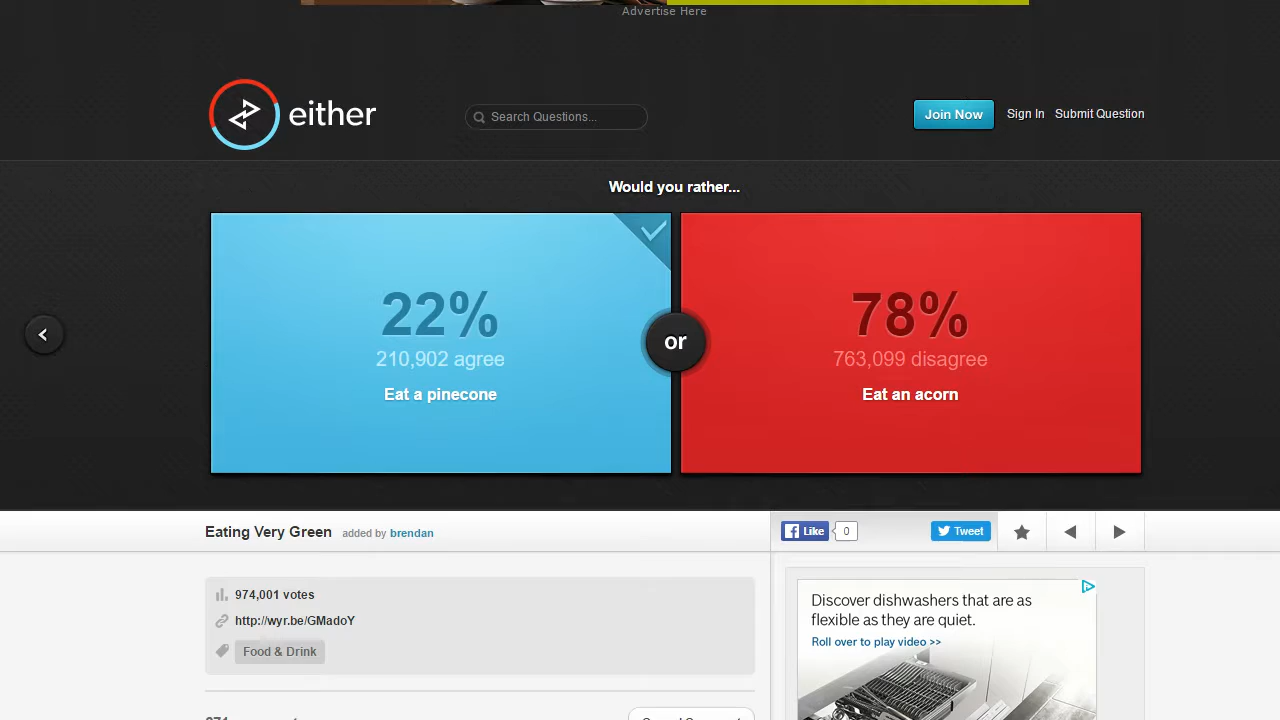 Advertise Here
either
Search Questions...
Join Now
Sign In
Submit Question
Would you rather...
22%
210,902 agree
Eat a pinecone
or
78%
763,099 disagree
Eat an acorn
Eating Very Green added by brendan
Like 0
Tweet
974,001 votes
http://wyr.be/GMadoY
Food & Drink
Discover dishwashers that are as
flexible as they are quiet.
Roll over to play video >>